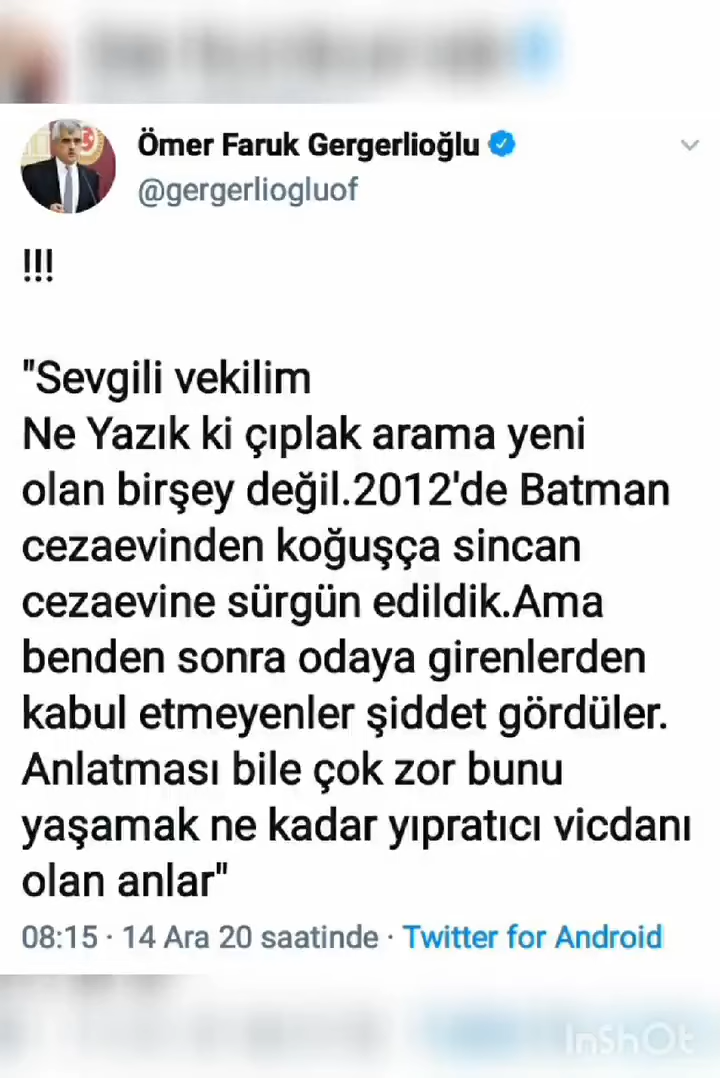 Ömer Faruk Gergerlioğlu
@gergerliogluof
!!!
"Sevgili vekilim
Ne Yazık ki çıplak arama yeni
olan birşey değil.2012'de Batman
cezaevinden koğuşça sincan
cezaevine sürgün edildik.Ama
benden sonra odaya girenlerden
kabul etmeyenler şiddet gördüler.
Anlatması bile çok zor bunu
yaşamak ne kadar yıpratıcı vicdanı
olan anlar"
08:15 · 14 Ara 20 saatinde · Twitter for Android
InShOt